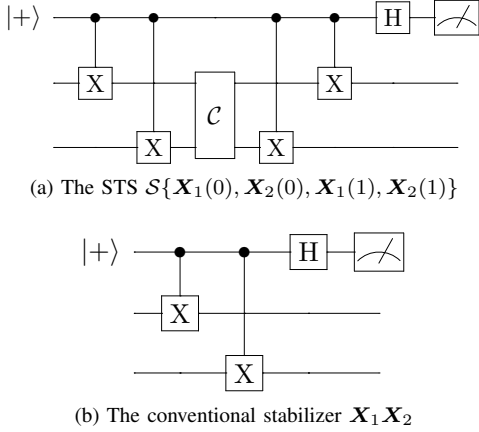 |+⟩ H
X X
𝒞
X X
(a) The STS 𝒮{𝑿₁(0), 𝑿₂(0), 𝑿₁(1), 𝑿₂(1)}
|+⟩ H
X
X
(b) The conventional stabilizer 𝑿₁𝑿₂